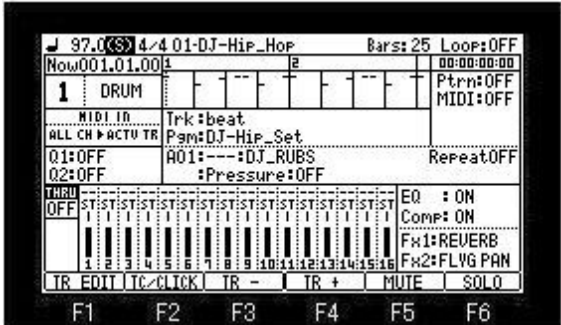 ♩ 97.0(S) 4/4 01-DJ-Hip_Hop Bars: 25 Loop:OFF
Now001.01.00 1 2 00:00:00:00
1 DRUM Ptrn:OFF
MIDI:OFF
MIDI IN Trk:beat
ALL CH▶ACTV TR Pgm:DJ-Hip_Set
Q1:OFF A01:---:DJ_RUBS RepeatOFF
Q2:OFF :Pressure:OFF
THRU OFF ST ST ST ST ST ST ST ST ST ST ST ST ST ST ST ST EQ : ON
Comp: ON
Fx1:REVERB
1 2 3 4 5 6 7 8 9 10 11 12 13 14 15 16 Fx2:FLVG PAN
TR EDIT TC/CLICK TR - TR + MUTE SOLO
F1 F2 F3 F4 F5 F6